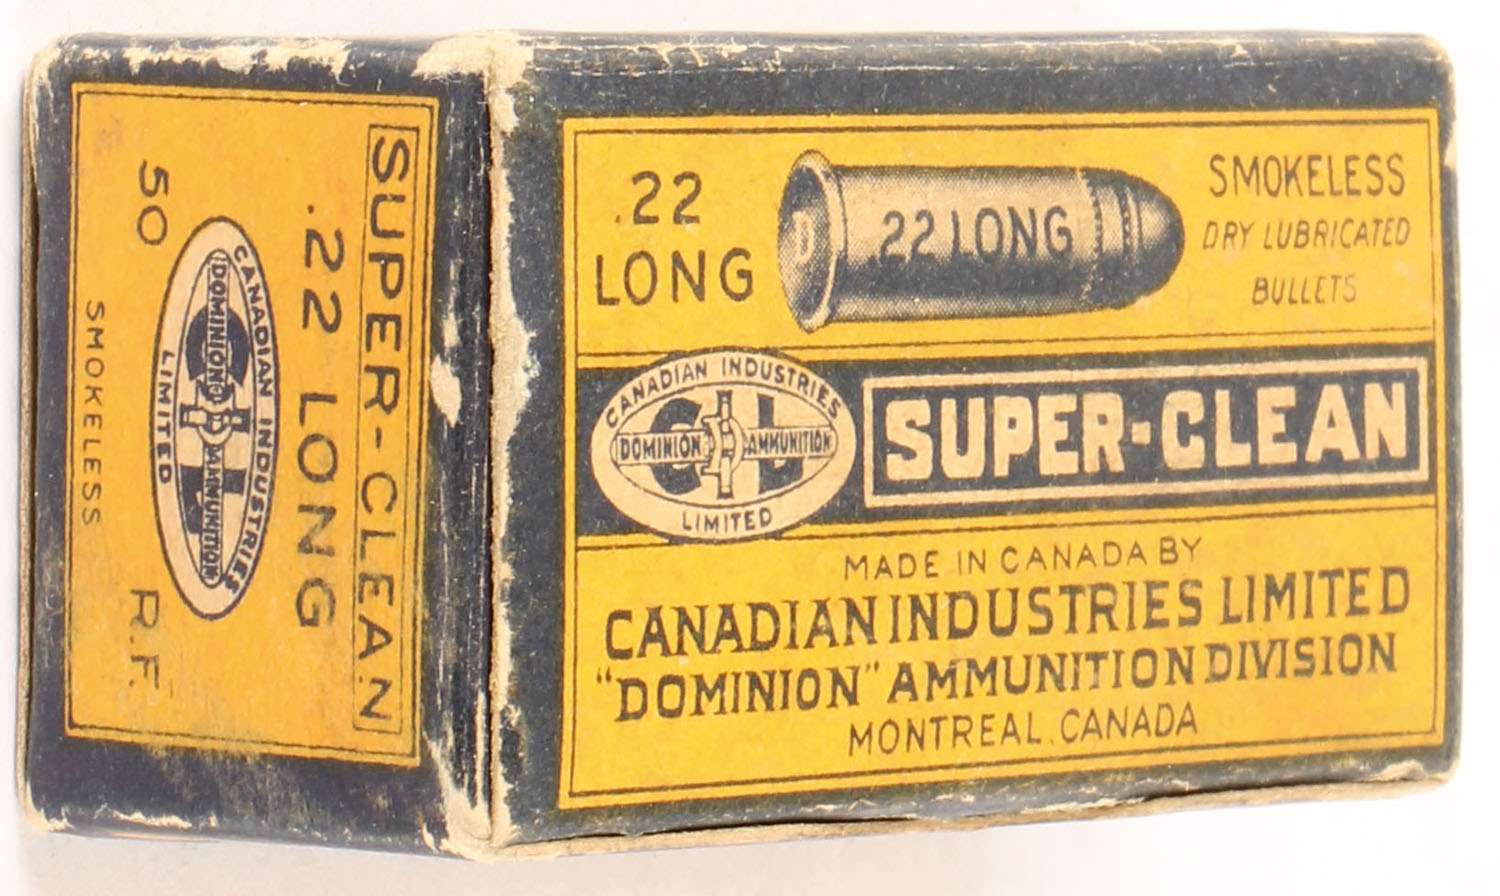 SUPER-CLEAN
.22 LONG
50
CANADIAN INDUSTRIES
CIL
DOMINION AMMUNITION
LIMITED
R.F.
SMOKELESS
.22
LONG
D
.22 LONG
SMOKELESS
DRY LUBRICATED
BULLETS
CANADIAN INDUSTRIES
CIL
DOMINION AMMUNITION
LIMITED
SUPER-CLEAN
MADE IN CANADA BY
CANADIAN INDUSTRIES LIMITED
"DOMINION" AMMUNITION DIVISION
MONTREAL, CANADA